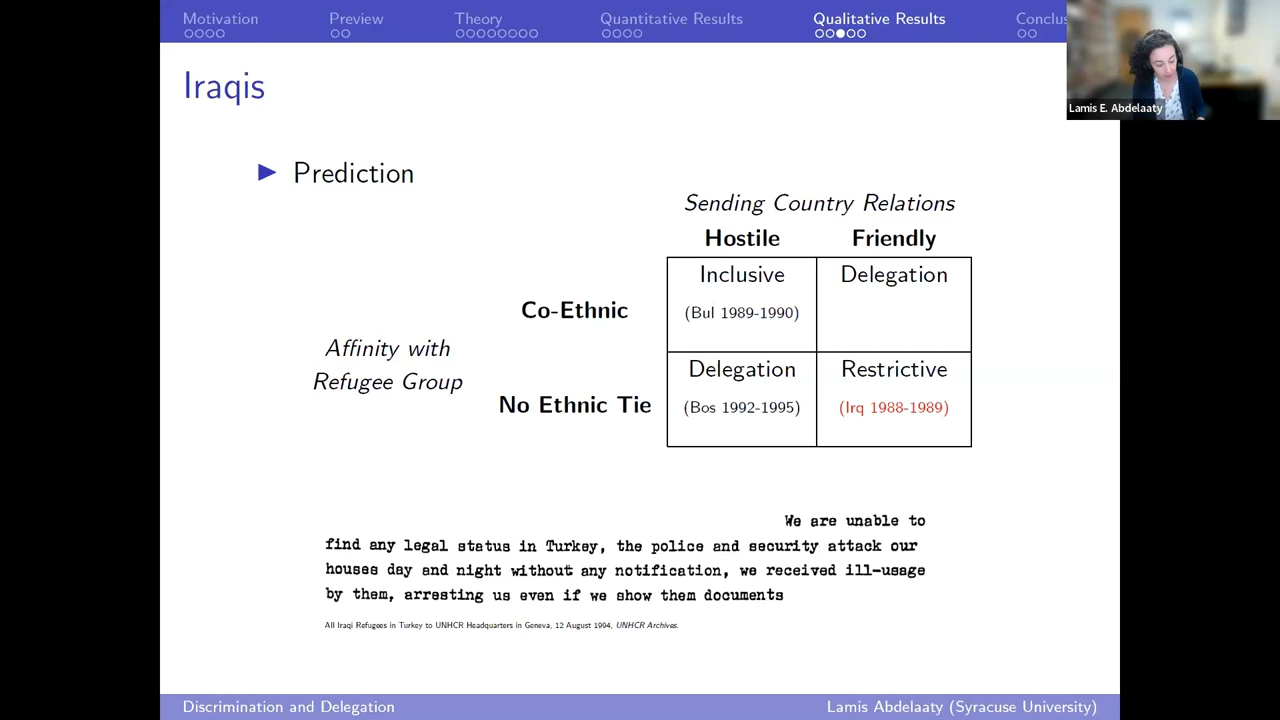 Motivation Preview Theory Quantitative Results Qualitative Results Conclus
Lamis E. Abdelaaty
Iraqis
Prediction
Sending Country Relations
Hostile Friendly
Inclusive Delegation
Co-Ethnic (Bul 1989-1990)
Affinity with
Refugee Group
Delegation Restrictive
No Ethnic Tie (Bos 1992-1995) (Irq 1988-1989)
We are unable to
find any legal status in Turkey, the police and security attack our
houses day and night without any notification, we received ill-usage
by them, arresting us even if we show them documents
All Iraqi Refugees in Turkey to UNHCR Headquarters in Geneva, 12 August 1994, UNHCR Archives.
Discrimination and Delegation Lamis Abdelaaty (Syracuse University)